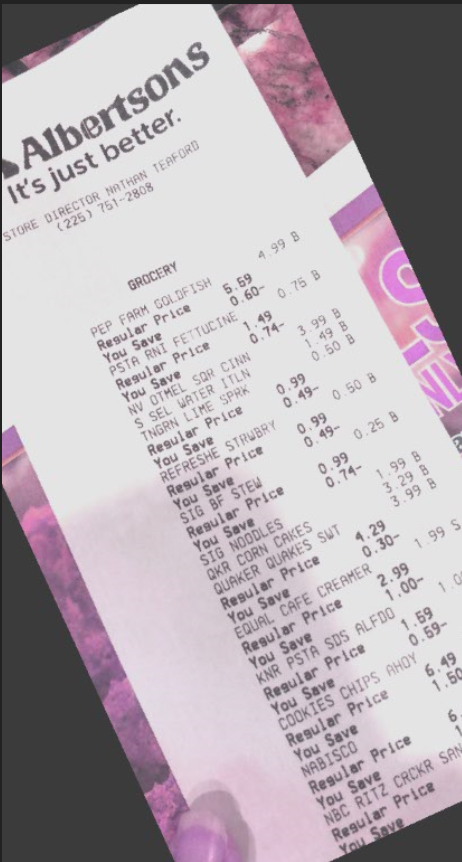 Albertsons
It's just better.
STORE DIRECTOR NATHAN TEAFORD
(225) 751-2808
GROCERY
PEP FARM GOLDFISH 4.99 B
Regular Price 5.59
You Save 0.60-
PSTA RNI FETTUCINE 0.75 B
Regular Price 1.49
You Save 0.74-
NV OTMEL SQR CINN 3.99 B
S SEL WATER ITLN 1.49 B
TNGRN LIME SPRK 0.50 B
Regular Price 0.99
You Save 0.49-
REFRESHE STRWBRY 0.50 B
Regular Price 0.99
You Save 0.49-
SIG BF STEW 0.25 B
Regular Price 0.99
You Save 0.74-
SIG NOODLES 1.99 B
QKR CORN CAKES 3.29 B
QUAKER QUAKES SWT 3.99 B
Regular Price 4.29
You Save 0.30-
EQUAL CAFE CREAMER 1.99 S
Regular Price 2.99
You Save 1.00-
KNR PSTA SDS ALFDO
Regular Price 1.59
You Save 0.59-
COOKIES CHIPS AHOY
Regular Price 6.49
You Save 1.50
NABISCO
Regular Price
You Save
NBC RITZ CRCKR SAN
Regular Price
You Save